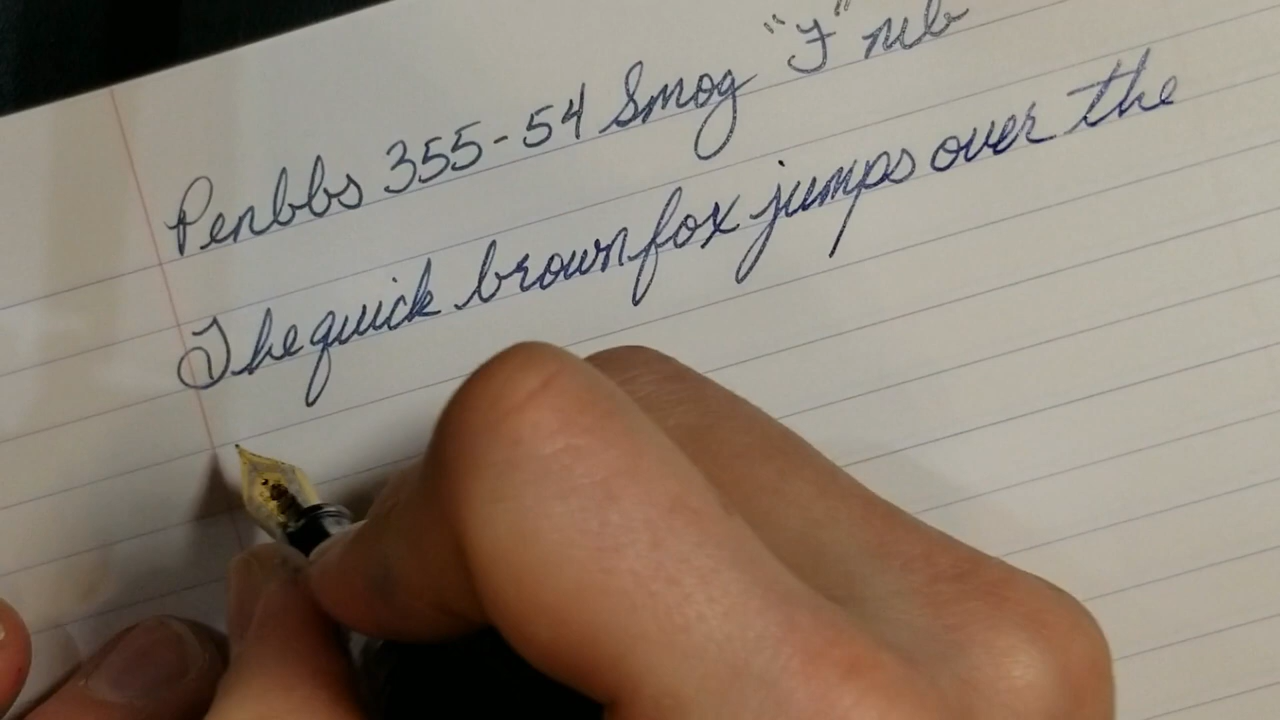 Penbbs 355-54 Smog "F" nib
The quick brown fox jumps over the